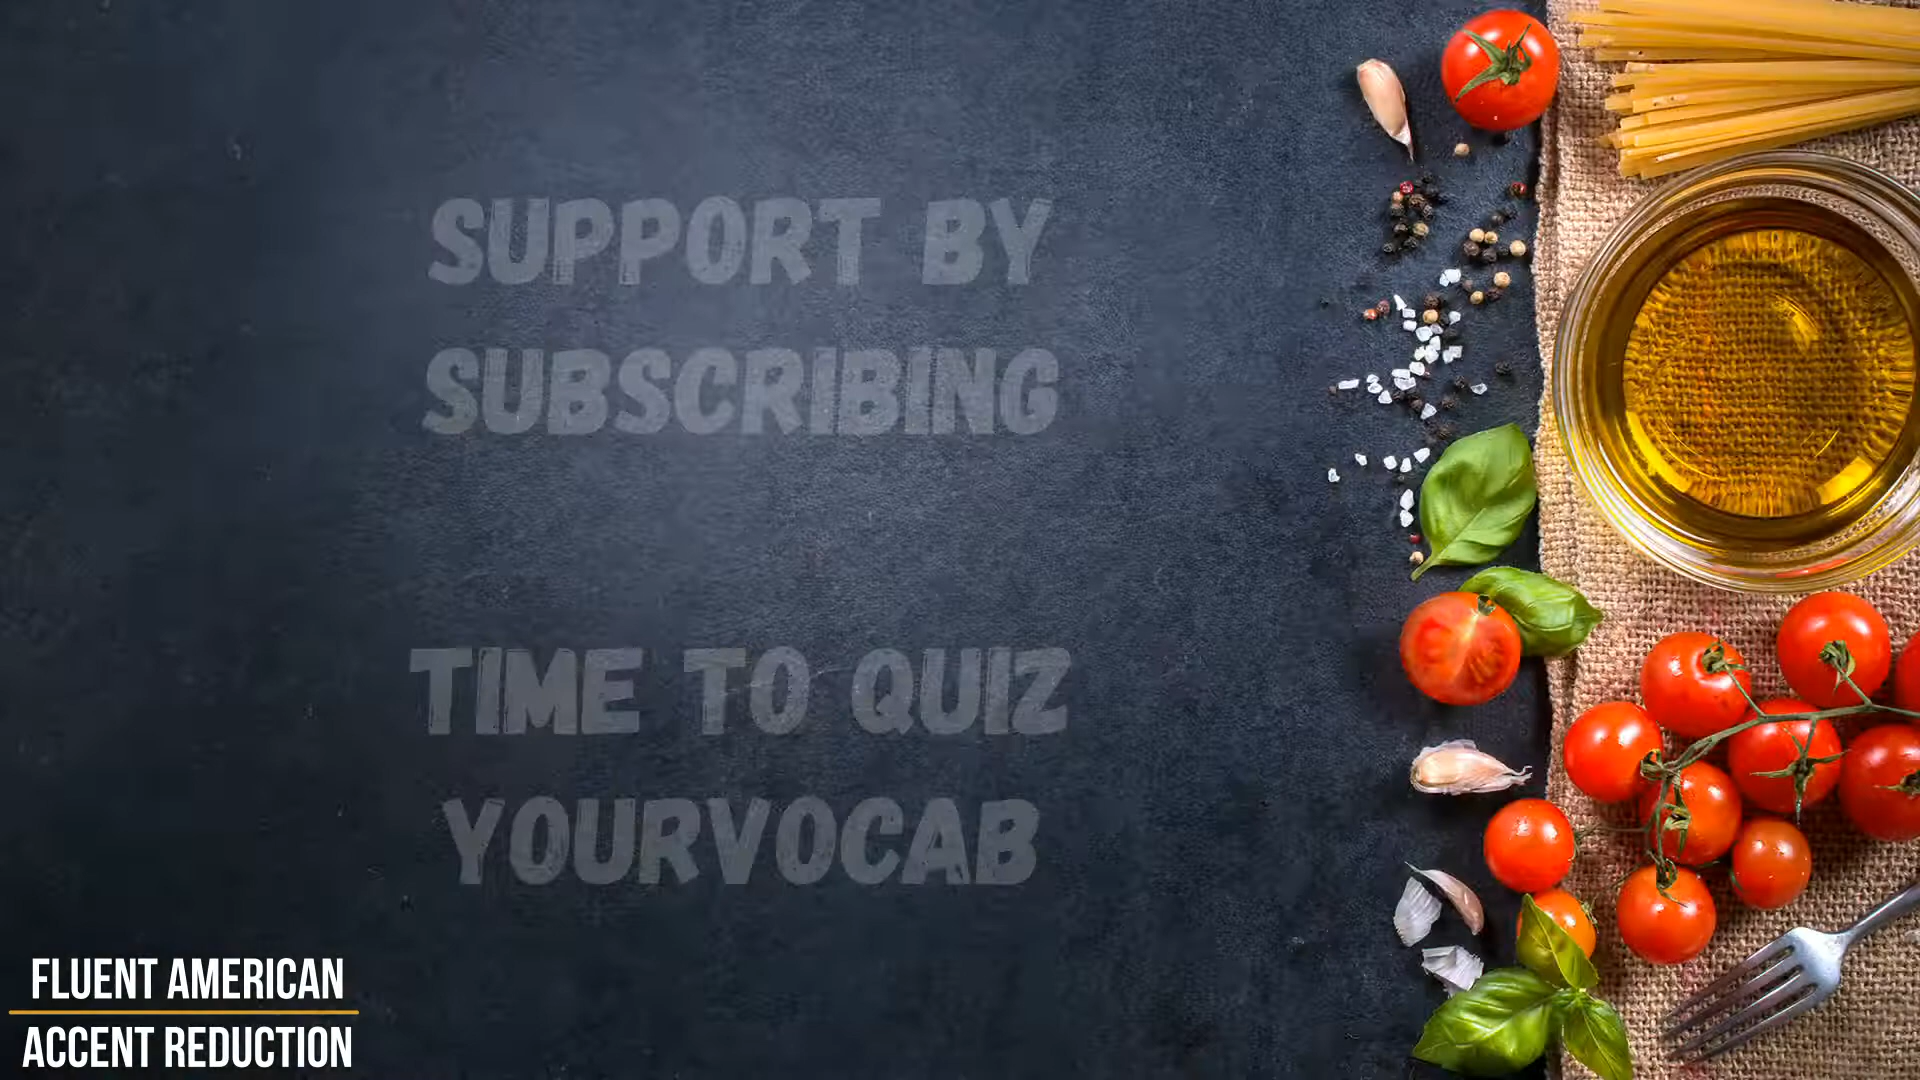 SUPPORT BY
SUBSCRIBING
TIME TO QUIZ
YOURVOCAB
FLUENT AMERICAN
ACCENT REDUCTION